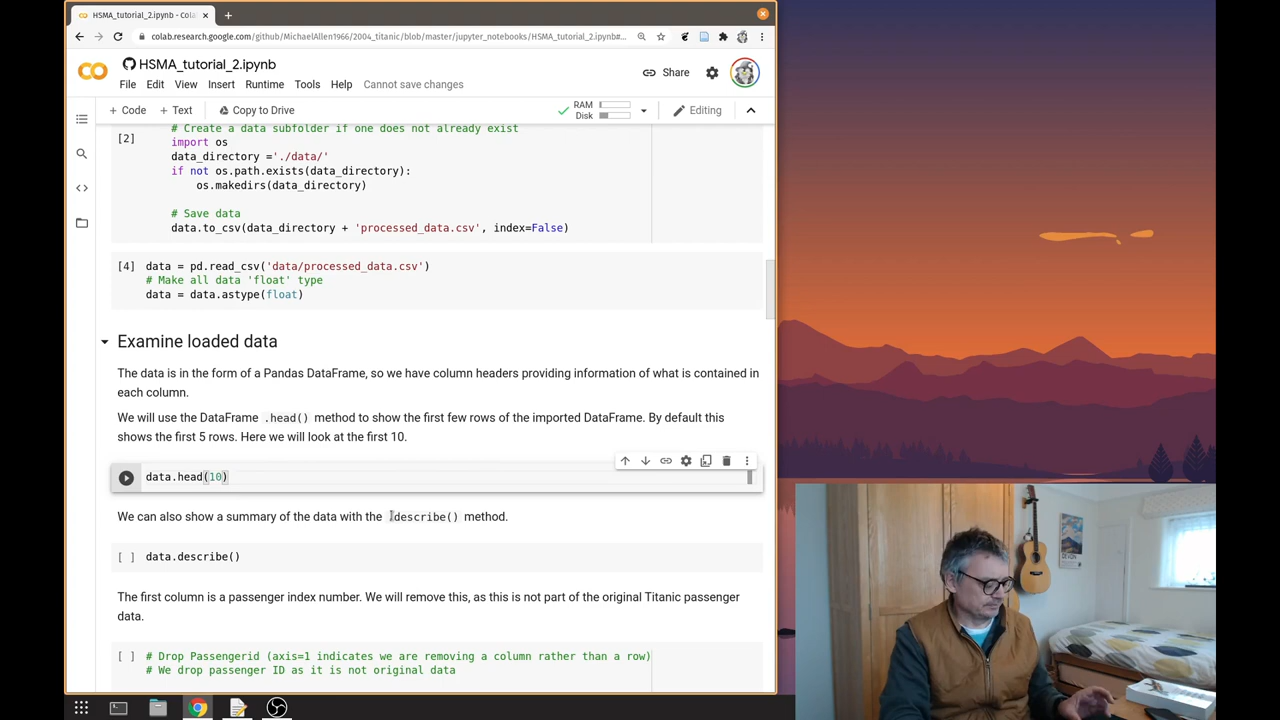 HSMA_tutorial_2.ipynb - Cola
colab.research.google.com/github/MichaelAllen1966/2004_titanic/blob/master/jupyter_notebooks/HSMA_tutorial_2.ipynb#...
HSMA_tutorial_2.ipynb
Share
File Edit View Insert Runtime Tools Help Cannot save changes
+ Code + Text Copy to Drive
RAM
Disk
Editing
# Create a data subfolder if one does not already exist
[2]
import os
data_directory ='./data/'
if not os.path.exists(data_directory):
os.makedirs(data_directory)
# Save data
data.to_csv(data_directory + 'processed_data.csv', index=False)
[4] data = pd.read_csv('data/processed_data.csv')
# Make all data 'float' type
data = data.astype(float)
Examine loaded data
The data is in the form of a Pandas DataFrame, so we have column headers providing information of what is contained in
each column.
We will use the DataFrame .head() method to show the first few rows of the imported DataFrame. By default this
shows the first 5 rows. Here we will look at the first 10.
data.head(10)
We can also show a summary of the data with the .describe() method.
[ ] data.describe()
The first column is a passenger index number. We will remove this, as this is not part of the original Titanic passenger
data.
[ ] # Drop Passengerid (axis=1 indicates we are removing a column rather than a row)
# We drop passenger ID as it is not original data
DEVON